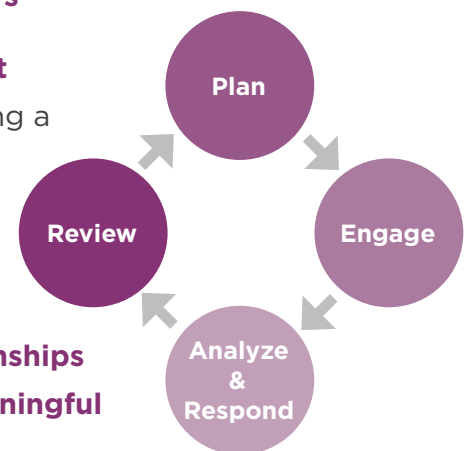 s
t
ng a
nships
ningful
Plan
Engage
Analyze
&
Respond
Review